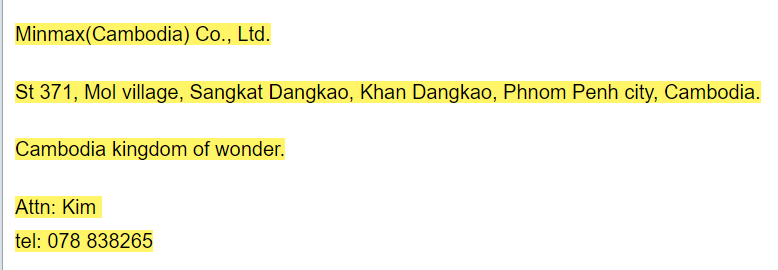 Minmax(Cambodia) Co., Ltd.
St 371, Mol village, Sangkat Dangkao, Khan Dangkao, Phnom Penh city, Cambodia.
Cambodia kingdom of wonder.
Attn: Kim
tel: 078 838265